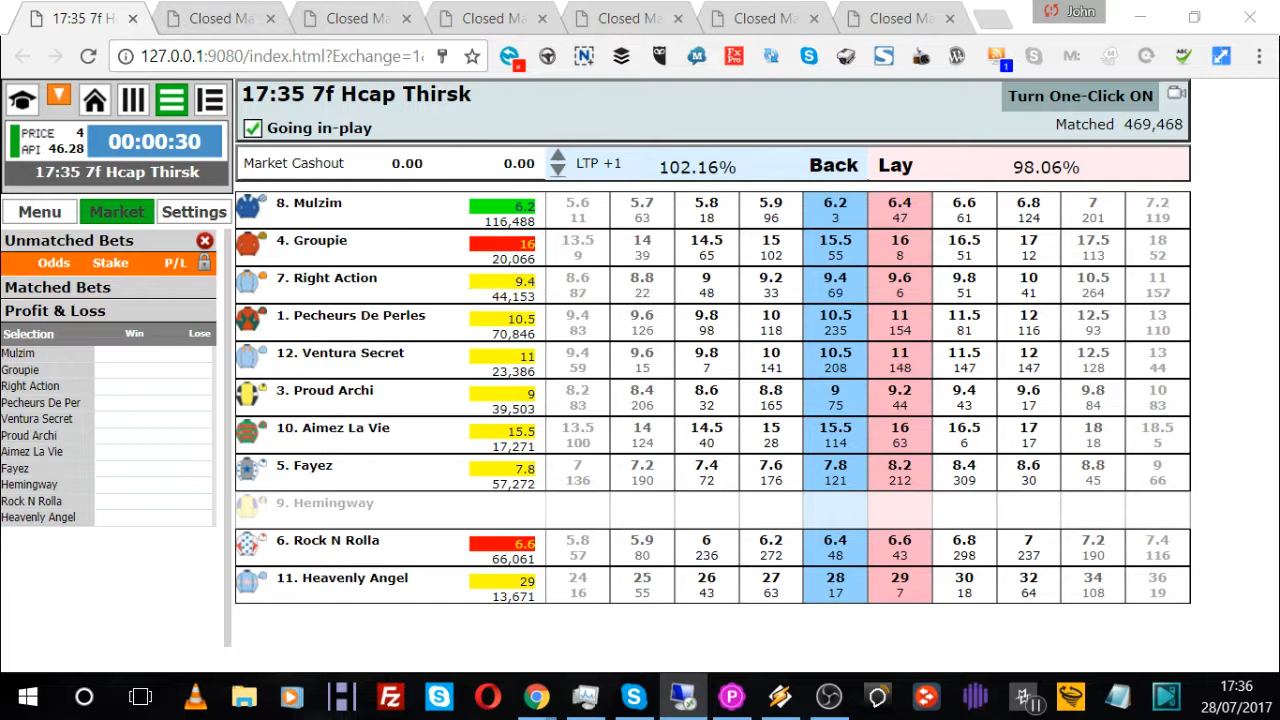 17:35 7f H
Closed Ma
Closed Ma
Closed Ma
Closed Ma
Closed Ma
Closed Ma
John
127.0.0.1:9080/index.html?Exchange=1
PRICE 4
API 46.28
00:00:30
17:35 7f Hcap Thirsk
Menu Market Settings
Unmatched Bets
Odds Stake P/L
Matched Bets
Profit & Loss
Selection Win Lose
Mulzim
Groupie
Right Action
Pecheurs De Per
Ventura Secret
Proud Archi
Aimez La Vie
Fayez
Hemingway
Rock N Rolla
Heavenly Angel
17:35 7f Hcap Thirsk
Turn One-Click ON
Going in-play
Matched 469,468
Market Cashout 0.00 0.00 LTP +1 102.16% Back Lay 98.06%
8. Mulzim 6.2 5.6 5.7 5.8 5.9 6.2 6.4 6.6 6.8 7 7.2
116,488 11 63 18 96 3 47 61 124 201 119
4. Groupie 16 13.5 14 14.5 15 15.5 16 16.5 17 17.5 18
20,066 9 39 65 102 55 8 51 12 113 52
7. Right Action 9.4 8.6 8.8 9 9.2 9.4 9.6 9.8 10 10.5 11
44,153 87 22 48 33 69 6 51 41 264 157
1. Pecheurs De Perles 10.5 9.4 9.6 9.8 10 10.5 11 11.5 12 12.5 13
70,846 83 126 98 118 235 154 81 116 93 110
12. Ventura Secret 11 9.4 9.6 9.8 10 10.5 11 11.5 12 12.5 13
23,386 59 15 7 141 208 148 147 147 128 44
3. Proud Archi 9 8.2 8.4 8.6 8.8 9 9.2 9.4 9.6 9.8 10
39,503 83 206 32 165 75 44 43 17 84 83
10. Aimez La Vie 15.5 13.5 14 14.5 15 15.5 16 16.5 17 18 18.5
17,271 100 124 40 28 114 63 6 17 18 5
5. Fayez 7.8 7 7.2 7.4 7.6 7.8 8.2 8.4 8.6 8.8 9
57,272 136 190 72 176 121 212 309 30 45 66
9. Hemingway
6. Rock N Rolla 6.6 5.8 5.9 6 6.2 6.4 6.6 6.8 7 7.2 7.4
66,061 57 80 236 272 48 43 298 237 190 116
11. Heavenly Angel 29 24 25 26 27 28 29 30 32 34 36
13,671 16 55 43 63 17 7 18 64 108 19
17:36
28/07/2017